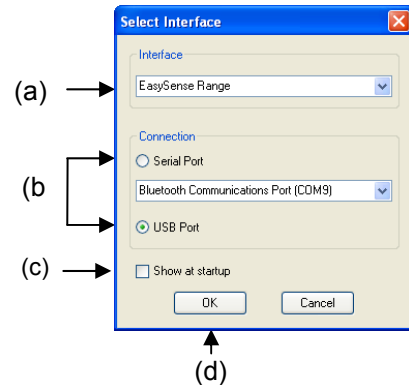 Select Interface
Interface
(a)
EasySense Range
Connection
Serial Port
(b
Bluetooth Communications Port (COM9)
USB Port
(c)
Show at startup
OK
Cancel
(d)